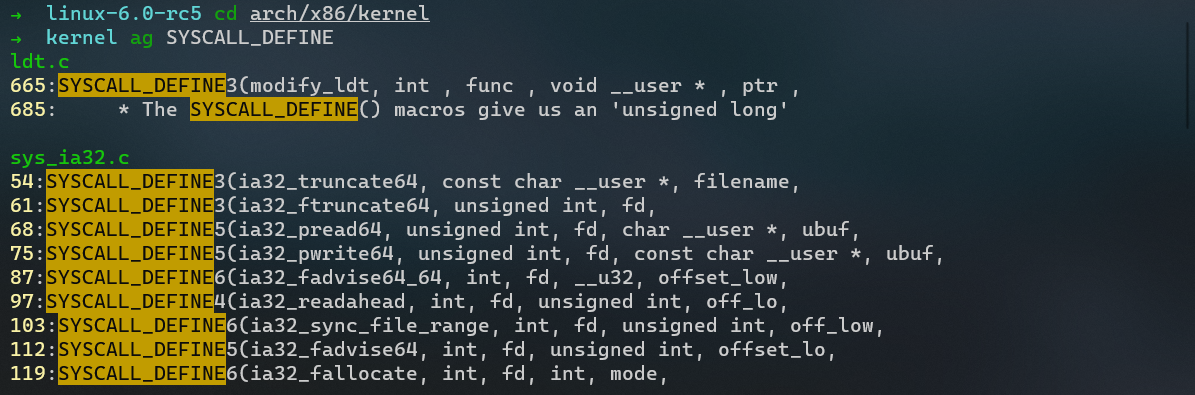 → linux-6.0-rc5 cd arch/x86/kernel
→ kernel ag SYSCALL_DEFINE
ldt.c
665:SYSCALL_DEFINE3(modify_ldt, int , func , void __user * , ptr ,
685:     * The SYSCALL_DEFINE() macros give us an 'unsigned long'
sys_ia32.c
54:SYSCALL_DEFINE3(ia32_truncate64, const char __user *, filename,
61:SYSCALL_DEFINE3(ia32_ftruncate64, unsigned int, fd,
68:SYSCALL_DEFINE5(ia32_pread64, unsigned int, fd, char __user *, ubuf,
75:SYSCALL_DEFINE5(ia32_pwrite64, unsigned int, fd, const char __user *, ubuf,
87:SYSCALL_DEFINE6(ia32_fadvise64_64, int, fd, __u32, offset_low,
97:SYSCALL_DEFINE4(ia32_readahead, int, fd, unsigned int, off_lo,
103:SYSCALL_DEFINE6(ia32_sync_file_range, int, fd, unsigned int, off_low,
112:SYSCALL_DEFINE5(ia32_fadvise64, int, fd, unsigned int, offset_lo,
119:SYSCALL_DEFINE6(ia32_fallocate, int, fd, int, mode,